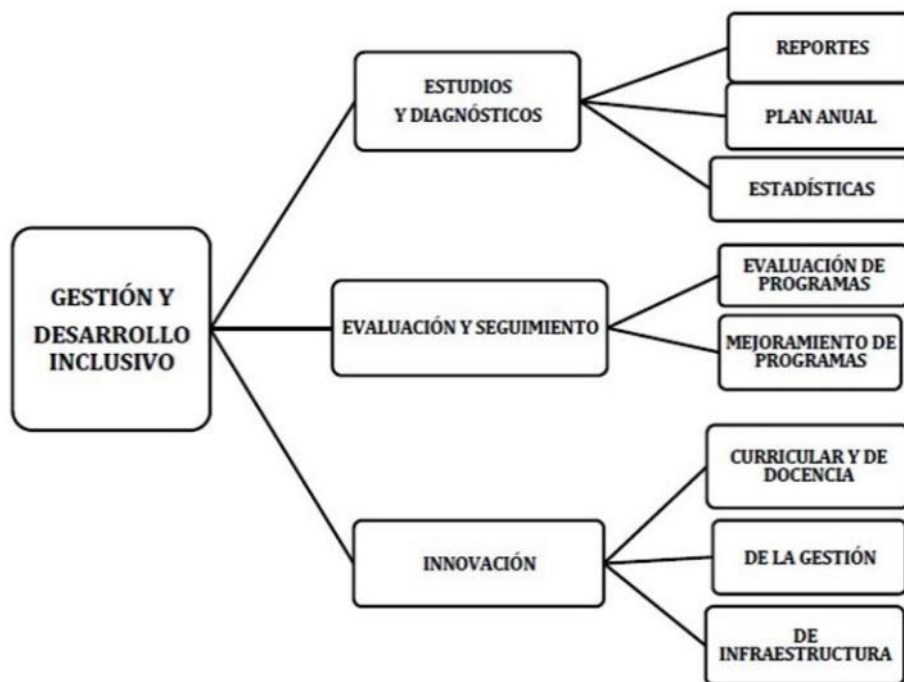 GESTIÓN Y
DESARROLLO
INCLUSIVO
ESTUDIOS
Y DIAGNÓSTICOS
REPORTES
PLAN ANUAL
ESTADÍSTICAS
EVALUACIÓN Y SEGUIMIENTO
EVALUACIÓN DE
PROGRAMAS
MEJORAMIENTO DE
PROGRAMAS
INNOVACIÓN
CURRICULAR Y DE
DOCENCIA
DE LA GESTIÓN
DE
INFRAESTRUCTURA